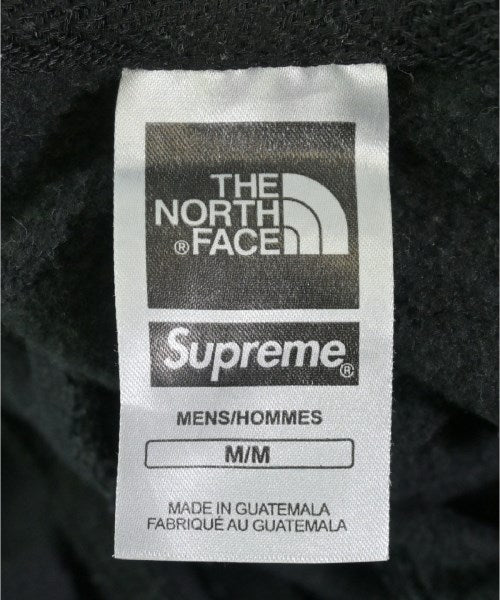 THE
NORTH
®FACE
Supreme®
MENS/HOMMES
M/M
MADE IN GUATEMALA
FABRIQUÉ AU GUATEMALA